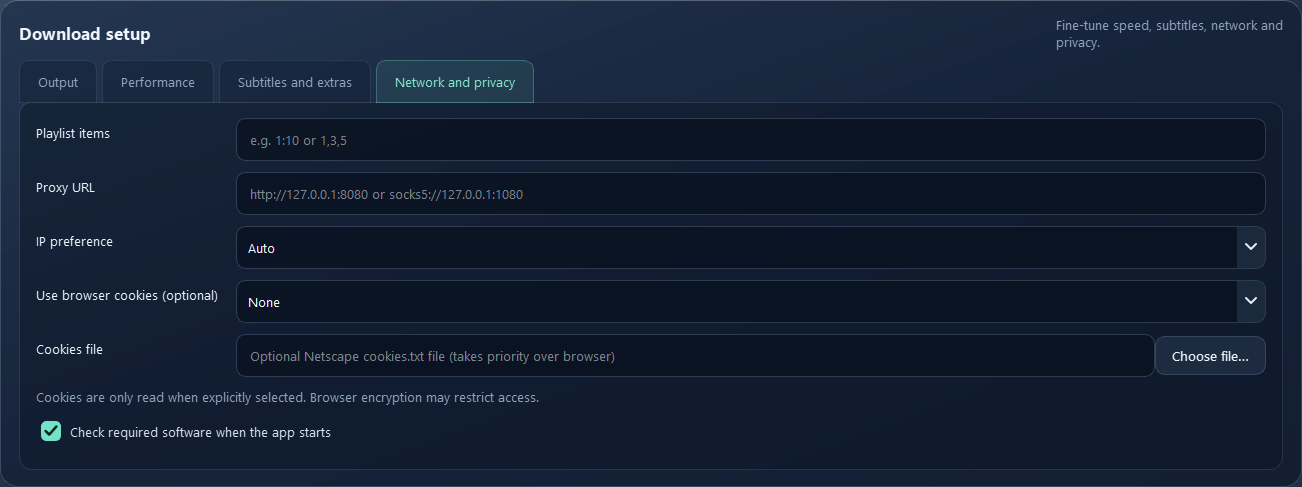 Download setup
Fine-tune speed, subtitles, network and
privacy.
Output
Performance
Subtitles and extras
Network and privacy
Playlist items
e.g. 1:10 or 1,3,5
Proxy URL
http://127.0.0.1:8080 or socks5://127.0.0.1:1080
IP preference
Auto
Use browser cookies (optional)
None
Cookies file
Optional Netscape cookies.txt file (takes priority over browser)
Choose file...
Cookies are only read when explicitly selected. Browser encryption may restrict access.
Check required software when the app starts